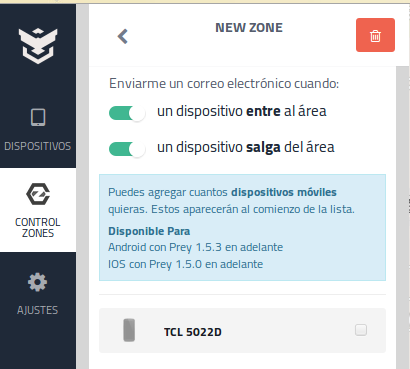 NEW ZONE
Enviarme un correo electrónico cuando:
un dispositivo entre al área
un dispositivo salga del área
DISPOSITIVOS
CONTROL
ZONES
AJUSTES
Puedes agregar cuantos dispositivos móviles
quieras. Estos aparecerán al comienzo de la lista.
Disponible Para
Android con Prey 1.5.3 en adelante
IOS con Prey 1.5.0 en adelante
TCL 5022D